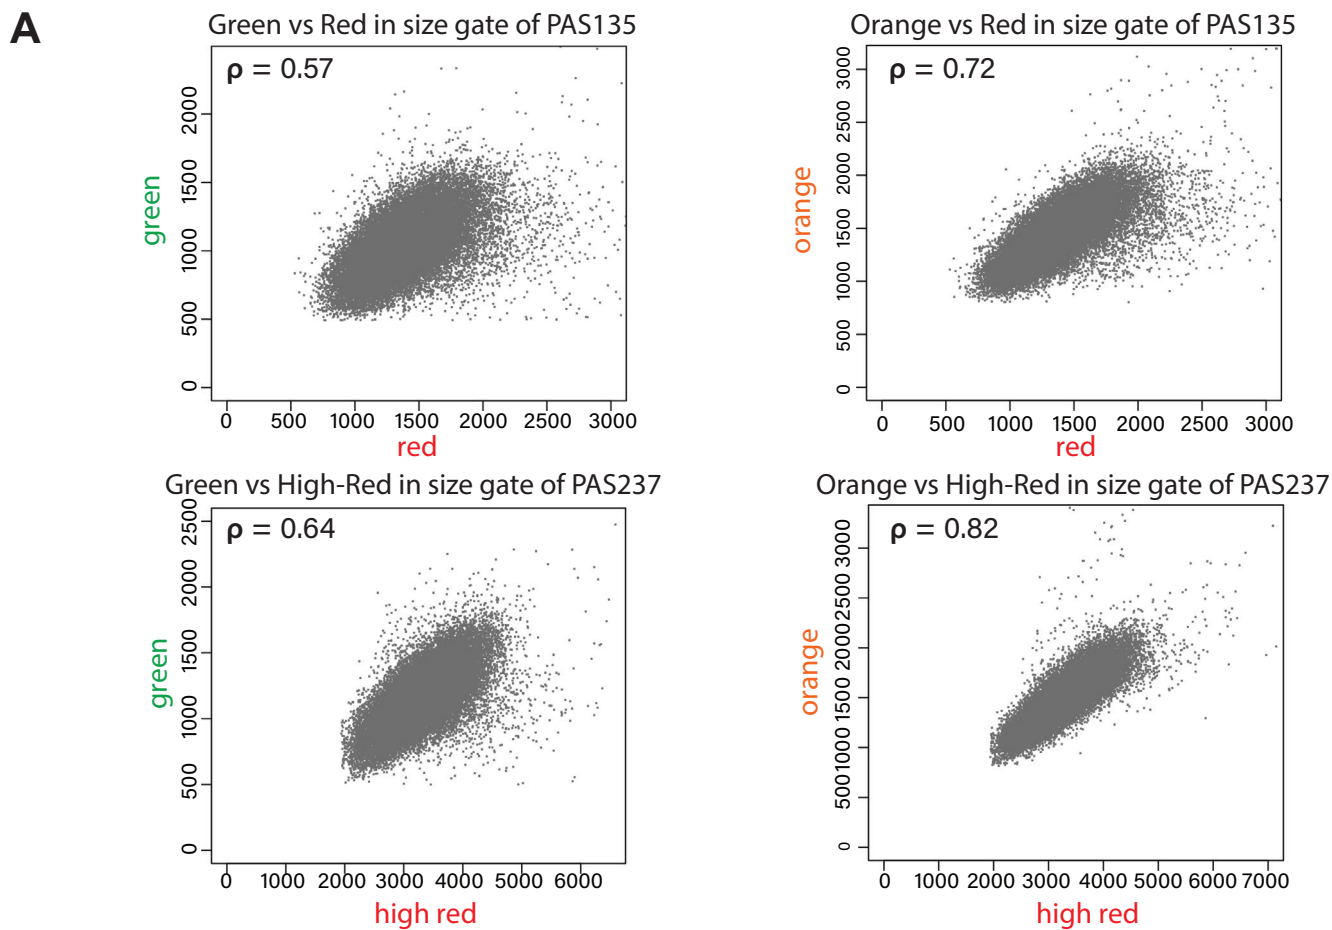 A
Green vs Red in size gate of PAS135
ρ = 0.57
green
0 500 1000 1500 2000
0 500 1000 1500 2000 2500 3000
red
Orange vs Red in size gate of PAS135
ρ = 0.72
orange
0 500 1000 1500 2000 2500 3000
0 500 1000 1500 2000 2500 3000
red
Green vs High-Red in size gate of PAS237
ρ = 0.64
green
0 500 1000 1500 2000 2500
0 1000 2000 3000 4000 5000 6000
high red
Orange vs High-Red in size gate of PAS237
ρ = 0.82
orange
0 500 1000 1500 2000 2500 3000
0 1000 2000 3000 4000 5000 6000 7000
high red